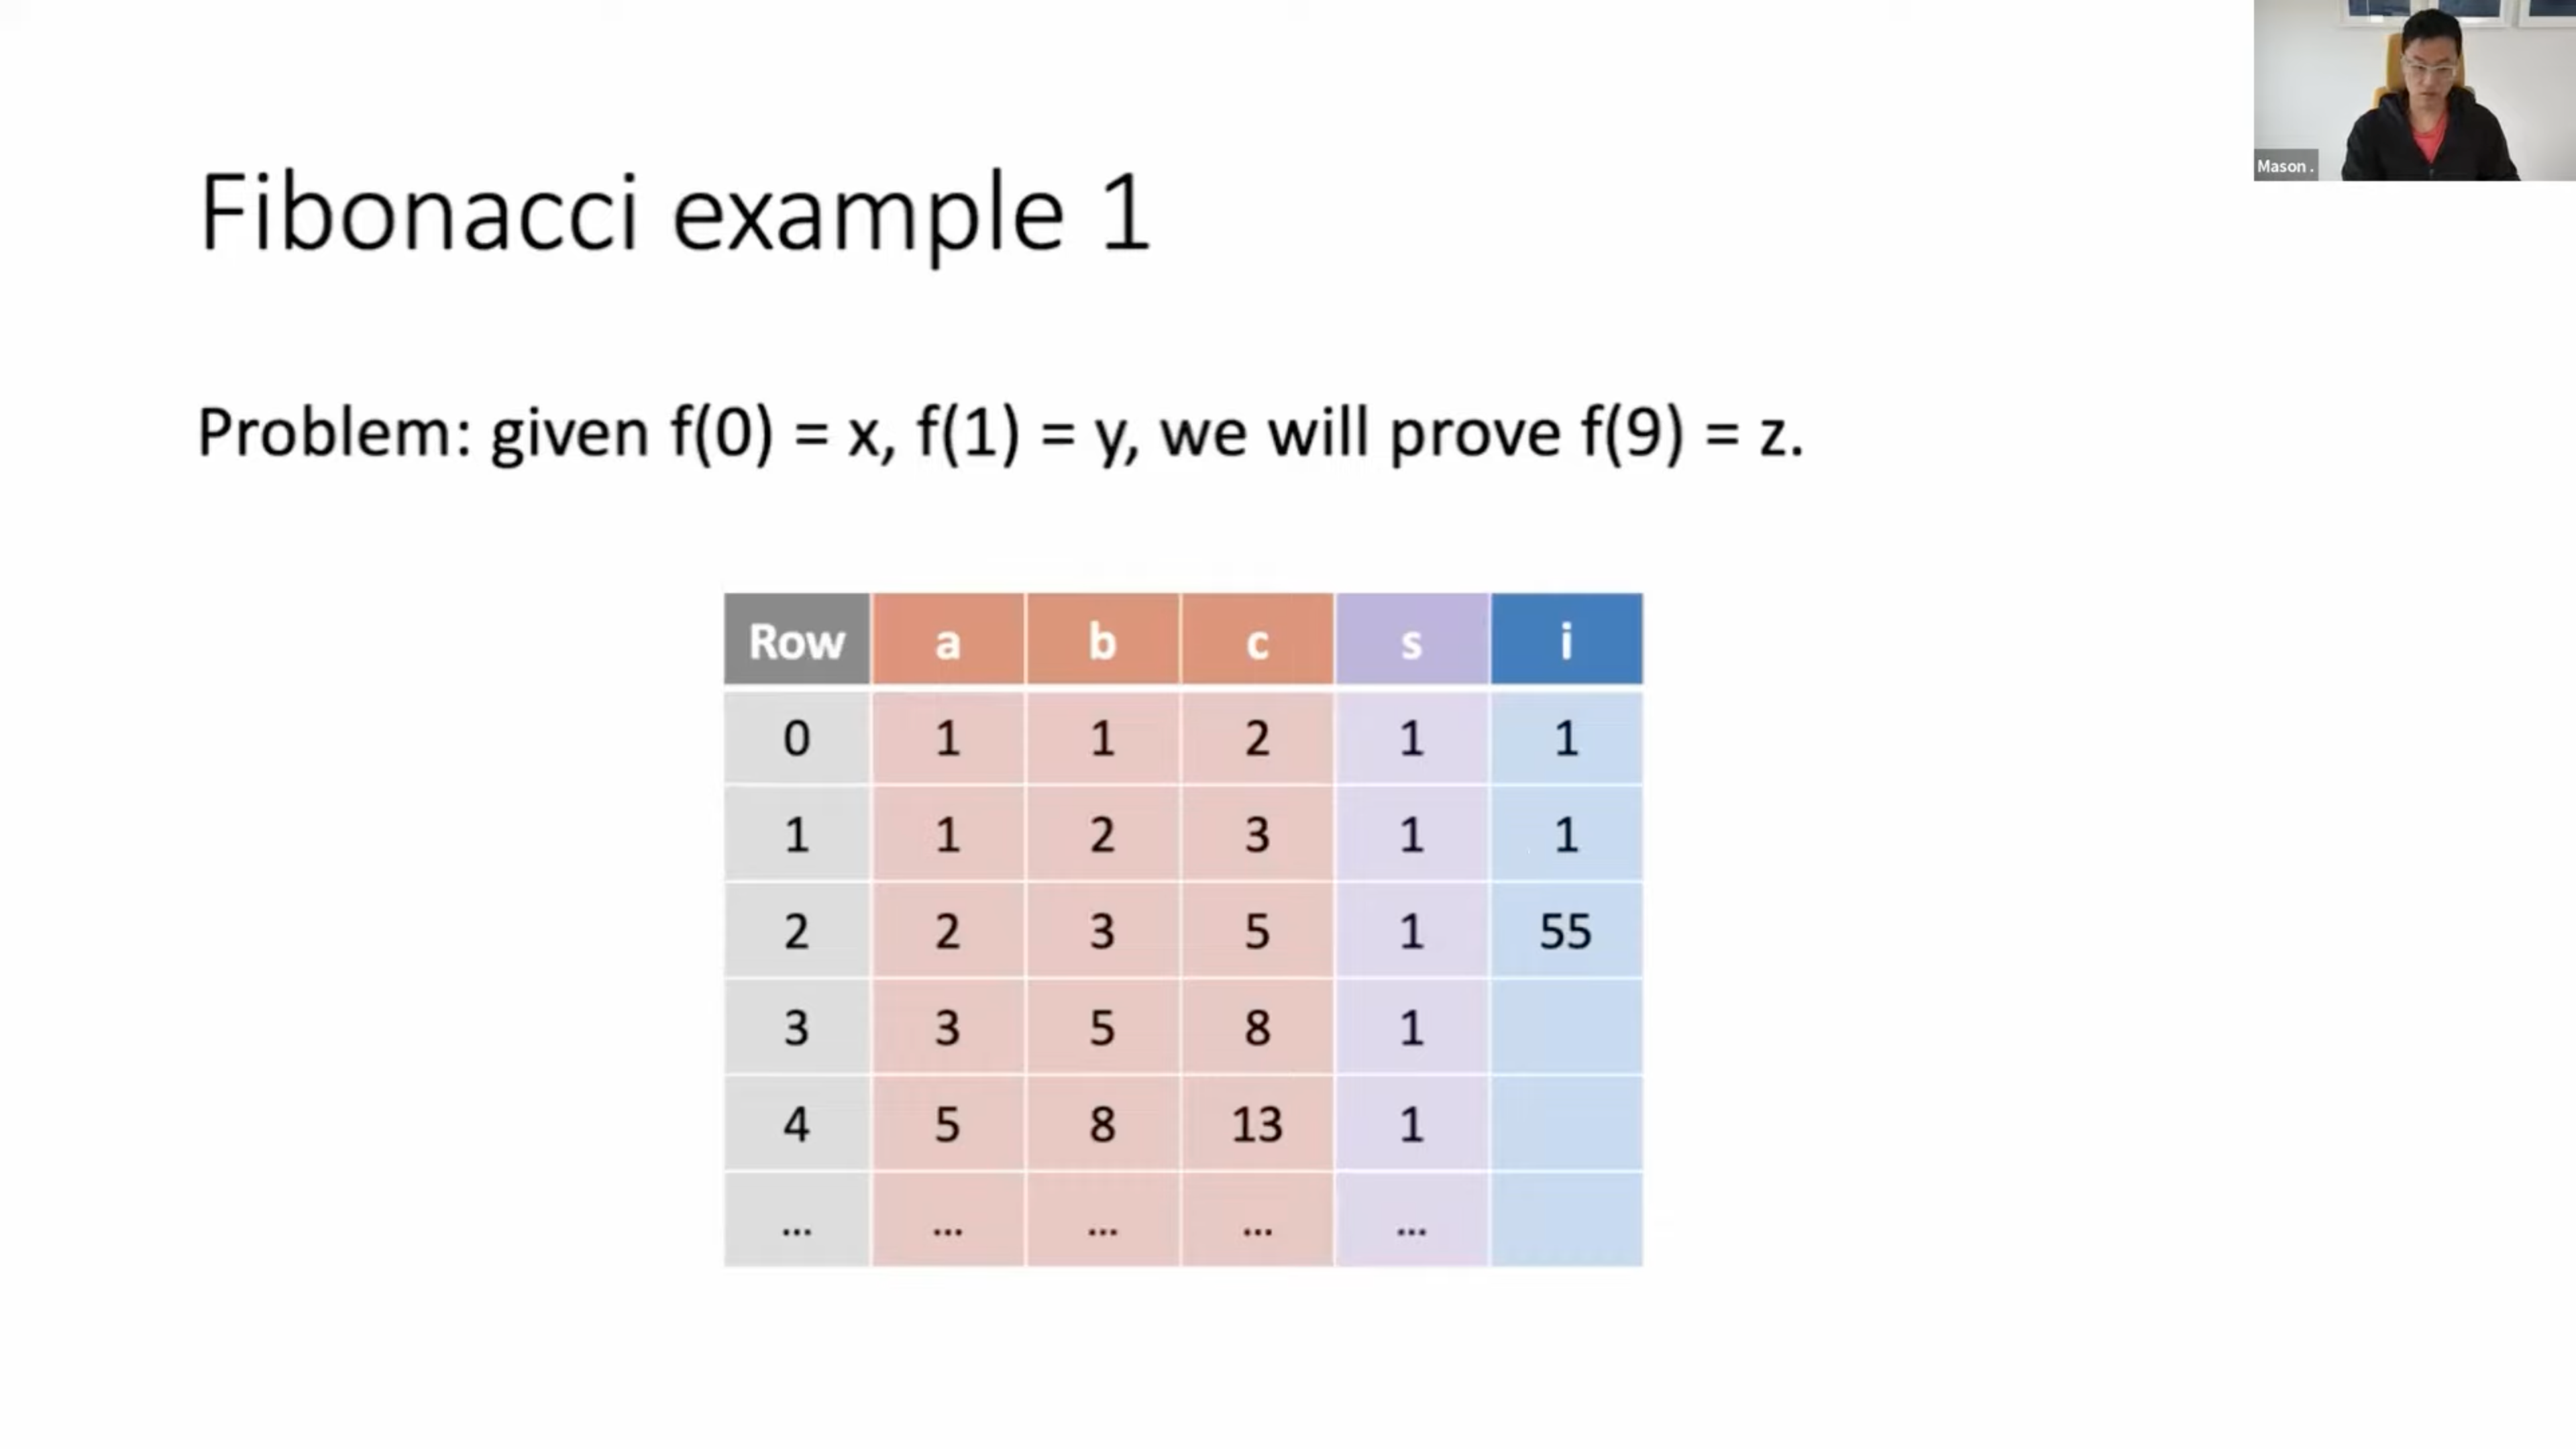 Mason .
Fibonacci example 1
Problem: given f(0) = x, f(1) = y, we will prove f(9) = z.
Row a b c s i
0 1 1 2 1 1
1 1 2 3 1 1
2 2 3 5 1 55
3 3 5 8 1
4 5 8 13 1
... ... ... ... ...